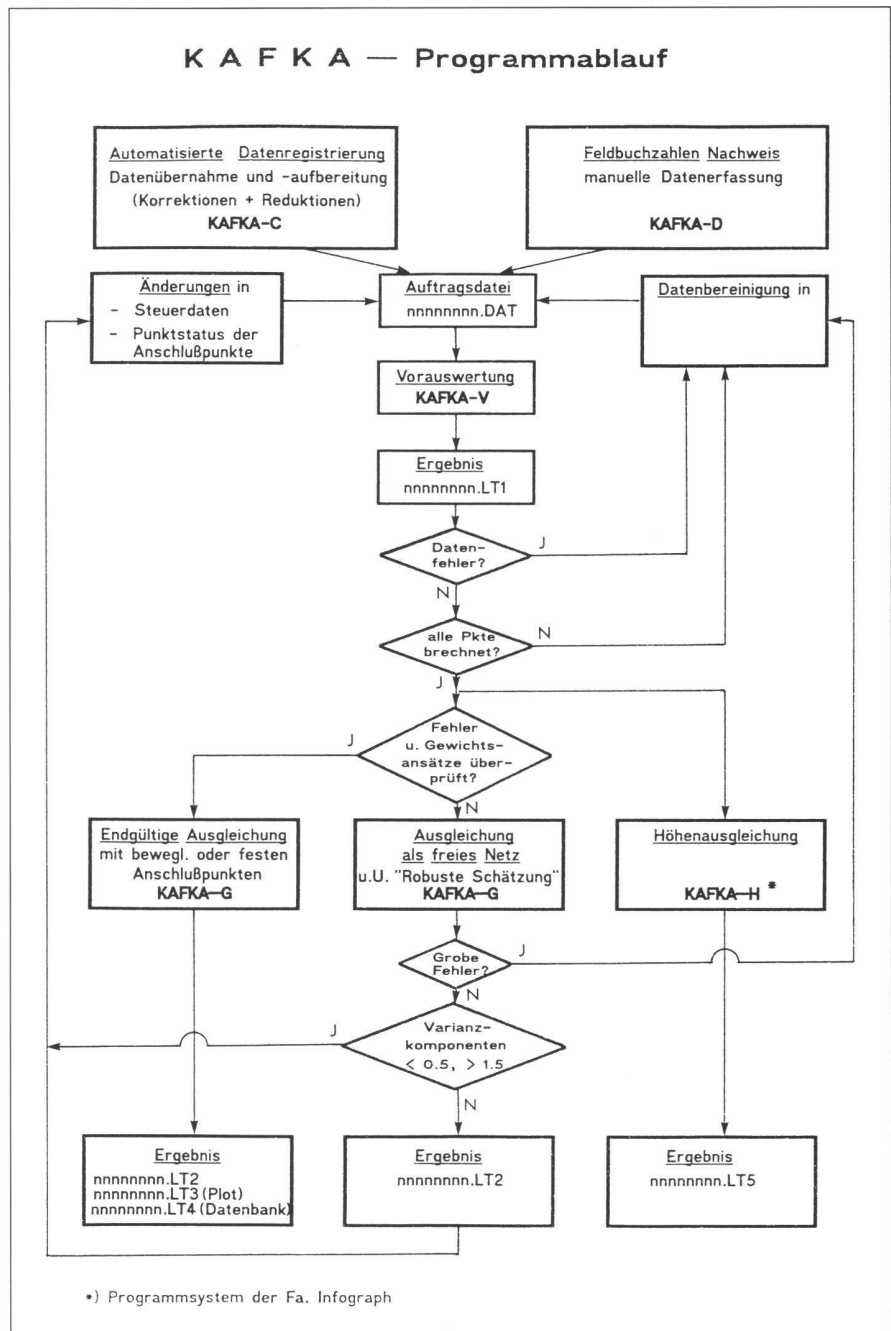 K A F K A — Programmablauf
Automatisierte Datenregistrierung
Datenübernahme und -aufbereitung
(Korrektionen + Reduktionen)
KAFKA-C
Feldbuchzahlen Nachweis
manuelle Datenerfassung
KAFKA-D
Änderungen in
- Steuerdaten
- Punktstatus der
Anschlußpunkte
Auftragsdatei
nnnnnnnn.DAT
Datenbereinigung in
Vorauswertung
KAFKA-V
Ergebnis
nnnnnnnn.LT1
Daten-
fehler?
J
N
alle Pkte
brechnet?
N
J
Fehler
u. Gewichts-
ansätze über-
prüft?
J
N
Endgültige Ausgleichung
mit bewegl. oder festen
Anschlußpunkten
KAFKA-G
Ausgleichung
als freies Netz
u.U. "Robuste Schätzung"
KAFKA-G
Höhenausgleichung
KAFKA-H *
Grobe
Fehler?
J
N
Varianz-
komponenten
< 0.5, > 1.5
J
N
Ergebnis
nnnnnnnn.LT2
nnnnnnnn.LT3 (Plot)
nnnnnnnn.LT4 (Datenbank)
Ergebnis
nnnnnnnn.LT2
Ergebnis
nnnnnnnn.LT5
*) Programmsystem der Fa. Infograph